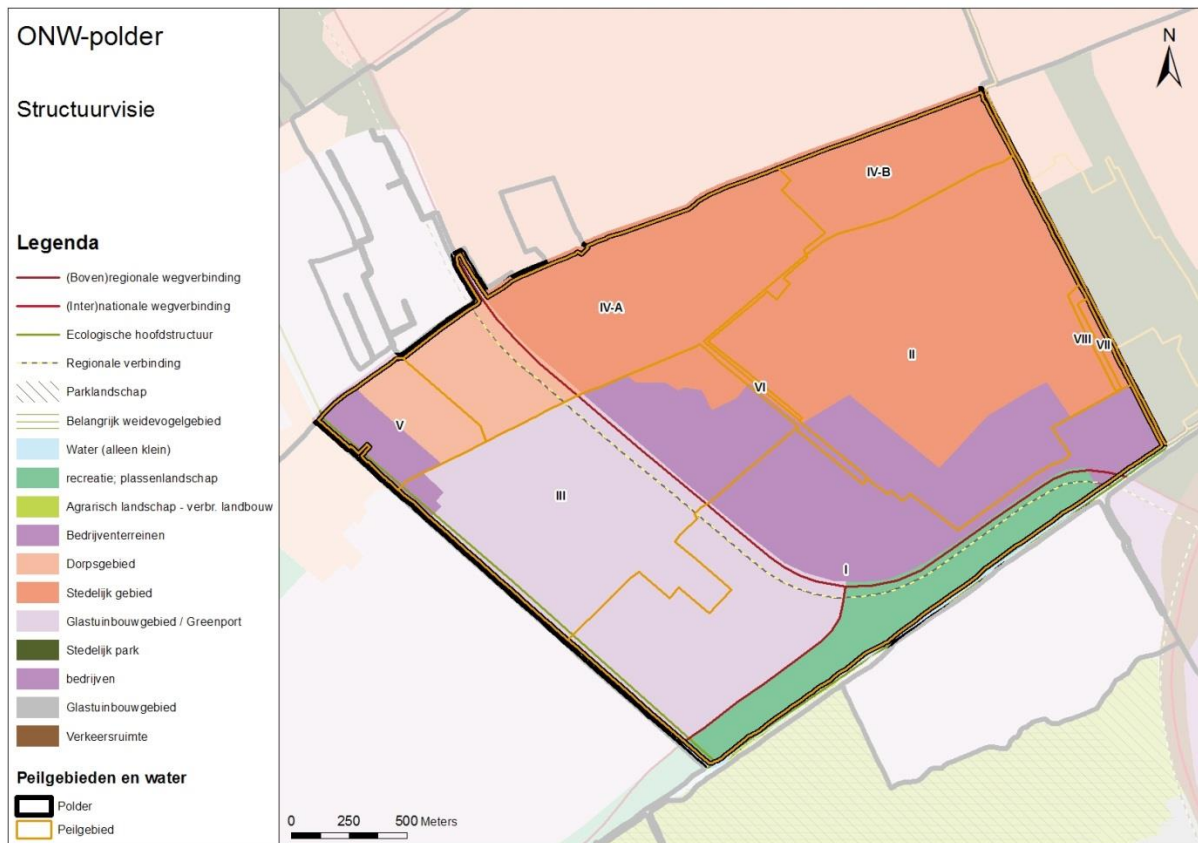 ONW-polder
Structuurvisie
Legenda
(Boven)regionale wegverbinding
(Inter)nationale wegverbinding
Ecologische hoofdstructuur
Regionale verbinding
Parklandschap
Belangrijk weidevogelgebied
Water (alleen klein)
recreatie; plassenlandschap
Agrarisch landschap - verbr. landbouw
Bedrijventerreinen
Dorpsgebied
Stedelijk gebied
Glastuinbouwgebied / Greenport
Stedelijk park
bedrijven
Glastuinbouwgebied
Verkeersruimte
Peilgebieden en water
Polder
Peilgebied
N
IV-B
IV-A
II
VIII
VII
VI
V
III
I
0 250 500 Meters